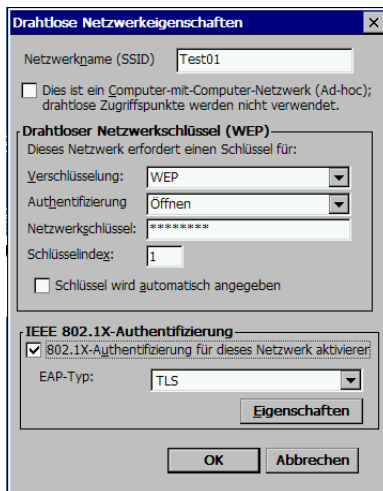 Drahtlose Netzwerkeigenschaften
Netzwerkname (SSID) Test01
Dies ist ein Computer-mit-Computer-Netzwerk (Ad-hoc);
drahtlose Zugriffspunkte werden nicht verwendet.
Drahtloser Netzwerkschlüssel (WEP)
Dieses Netzwerk erfordert einen Schlüssel für:
Verschlüsselung: WEP
Authentifizierung Öffnen
Netzwerkschlüssel: ********
Schlüsselindex: 1
Schlüssel wird automatisch angegeben
IEEE 802.1X-Authentifizierung
802.1X-Authentifizierung für dieses Netzwerk aktivierer
EAP-Typ: TLS
Eigenschaften
OK Abbrechen